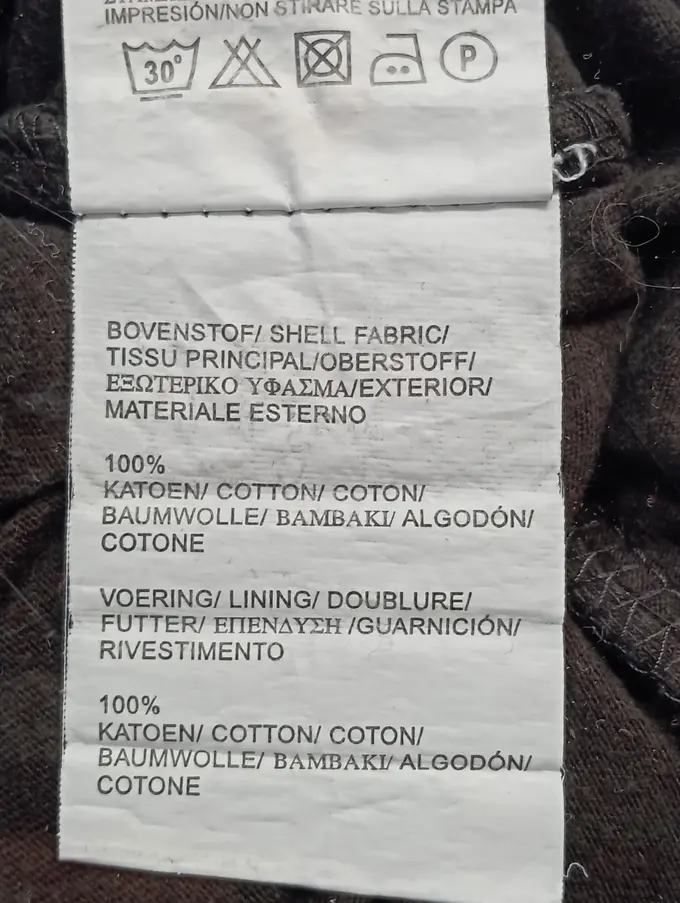 IMPRESIÓN/NON STIRARE SULLA STAMPA
30°
P
BOVENSTOF/ SHELL FABRIC/
TISSU PRINCIPAL/OBERSTOFF/
ΕΞΩΤΕΡΙΚΟ ΥΦΑΣΜΑ/EXTERIOR/
MATERIALE ESTERNO
100%
KATOEN/ COTTON/ COTON/
BAUMWOLLE/ ΒΑΜΒΑΚΙ/ ALGODÓN/
COTONE
VOERING/ LINING/ DOUBLURE/
FUTTER/ ΕΠΕΝΔΥΣΗ /GUARNICIÓN/
RIVESTIMENTO
100%
KATOEN/ COTTON/ COTON/
BAUMWOLLE/ ΒΑΜΒΑΚΙ/ ALGODÓN/
COTONE